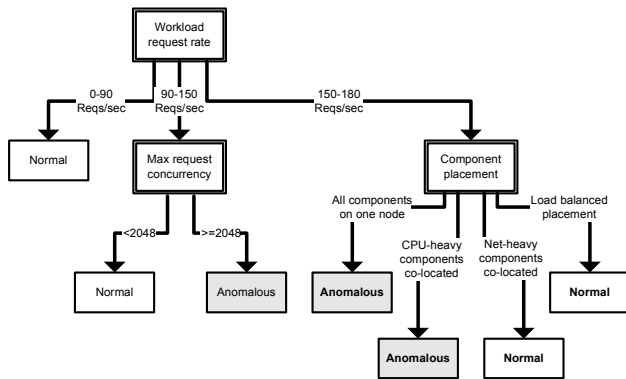 Workload
request rate
0-90
Reqs/sec
90-150
Reqs/sec
150-180
Reqs/sec
Normal
Max request
concurrency
Component
placement
All components
on one node
Load balanced
placement
<2048
>=2048
CPU-heavy
components
co-located
Net-heavy
components
co-located
Normal
Anomalous
Anomalous
Normal
Anomalous
Normal